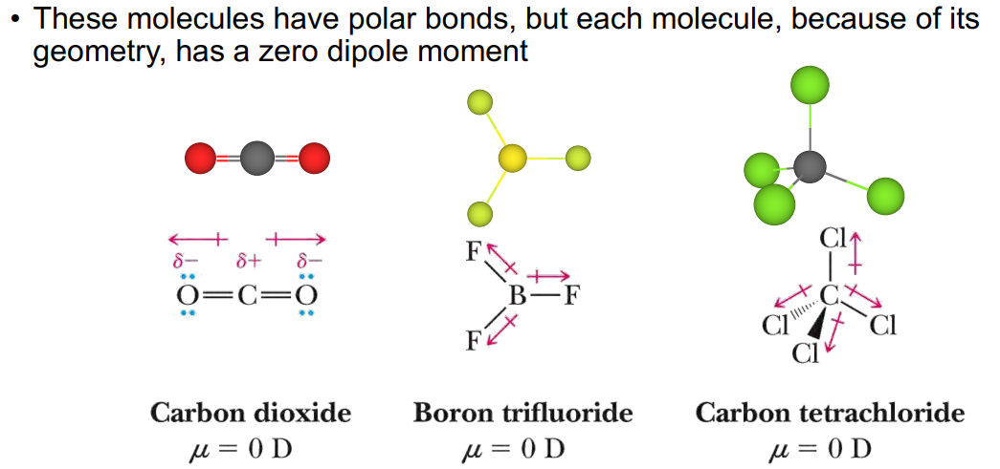 • These molecules have polar bonds, but each molecule, because of its
geometry, has a zero dipole moment
δ− δ+ δ−
O=C=O
F
B—F
F
Cl
C
Cl Cl
Cl
Carbon dioxide
μ = 0 D
Boron trifluoride
μ = 0 D
Carbon tetrachloride
μ = 0 D